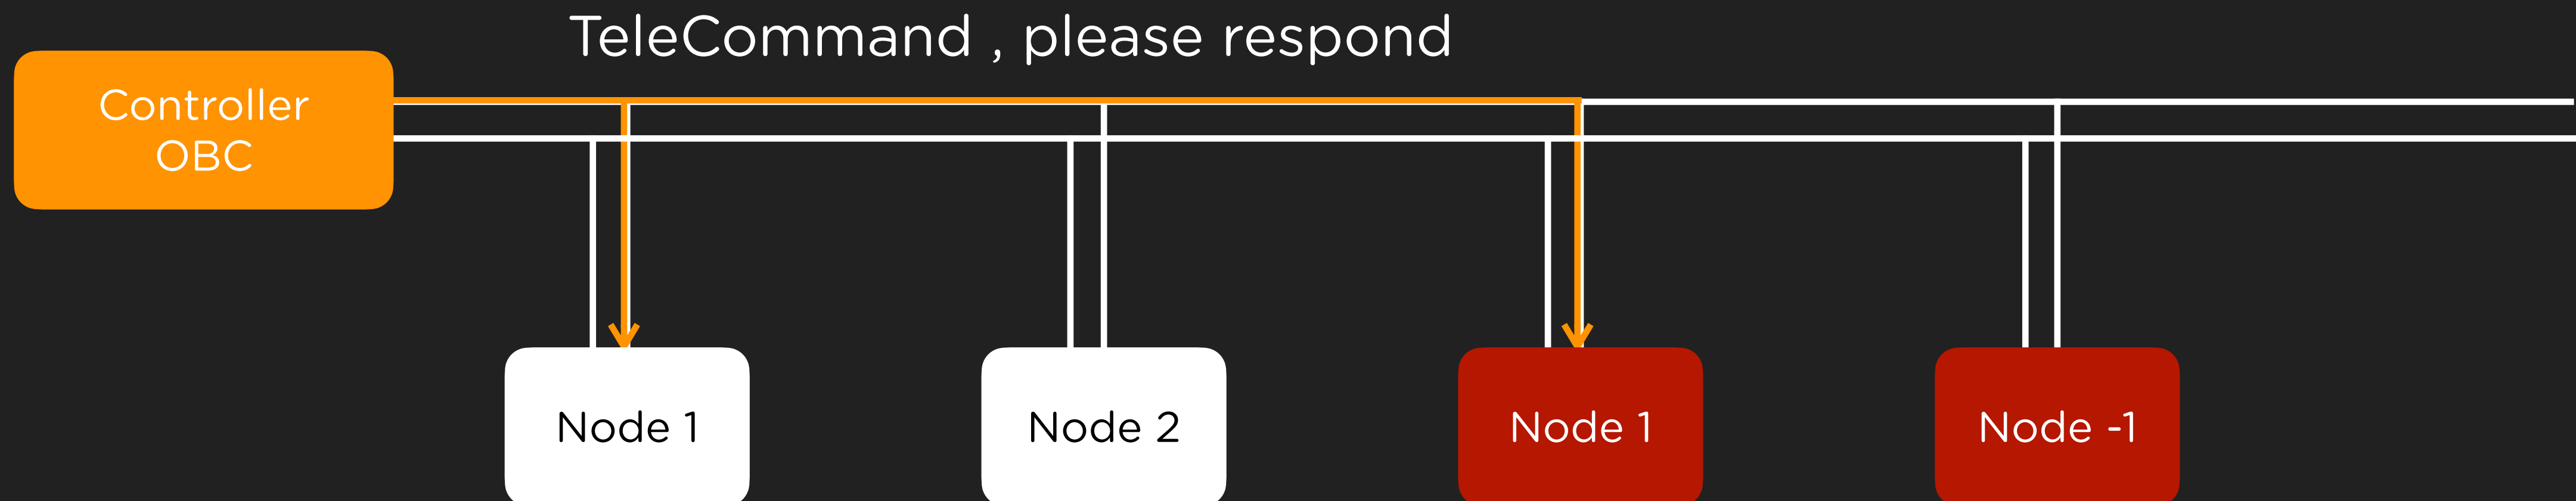 TeleCommand , please respond
Controller
OBC
Node 1
Node 2
Node 1
Node -1